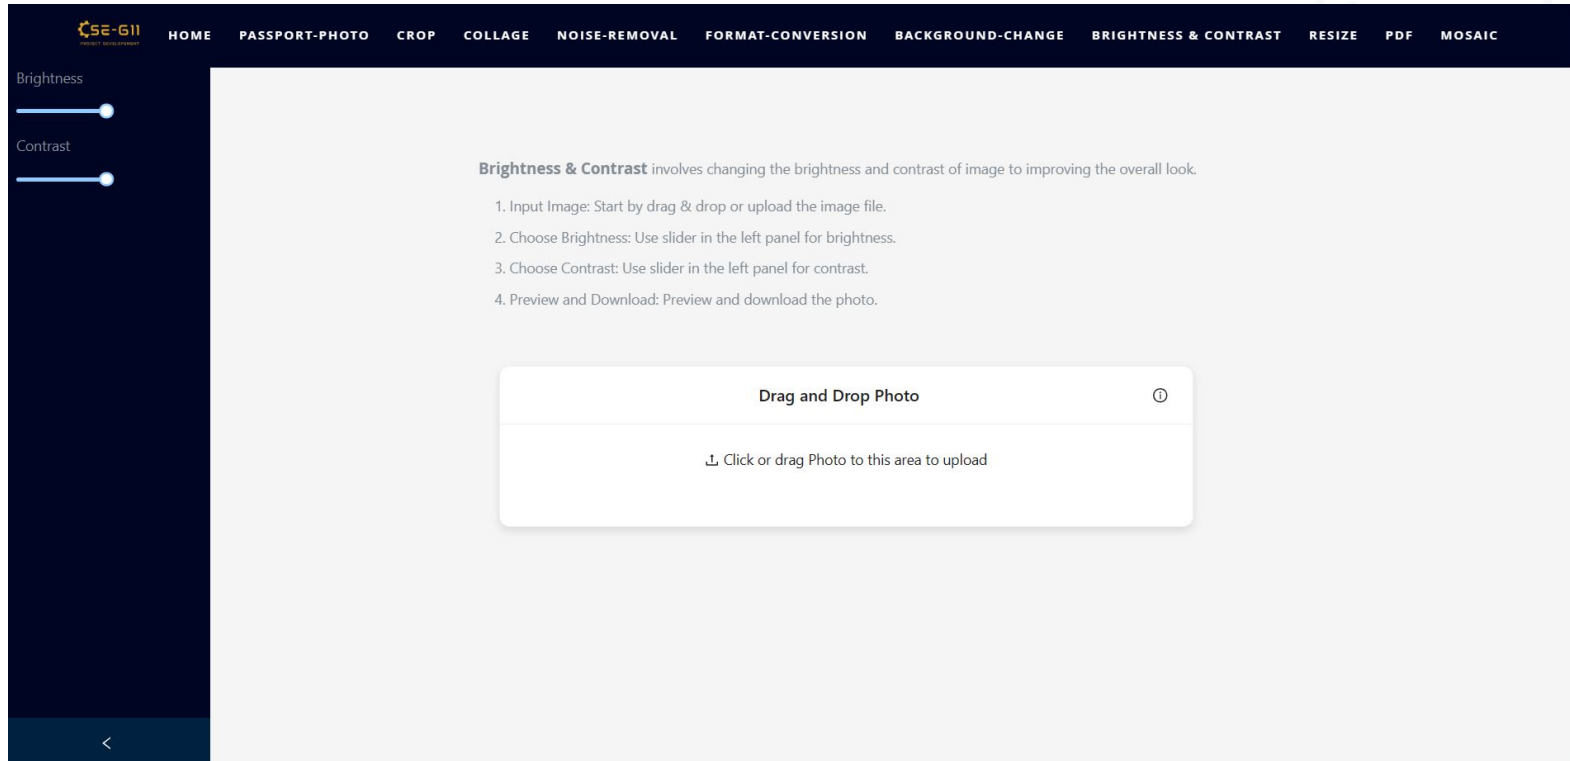 CSE-G11
PROJECT DEVELOPMENT
HOME PASSPORT-PHOTO CROP COLLAGE NOISE-REMOVAL FORMAT-CONVERSION BACKGROUND-CHANGE BRIGHTNESS & CONTRAST RESIZE PDF MOSAIC
Brightness
Contrast
Brightness & Contrast involves changing the brightness and contrast of image to improving the overall look.
1. Input Image: Start by drag & drop or upload the image file.
2. Choose Brightness: Use slider in the left panel for brightness.
3. Choose Contrast: Use slider in the left panel for contrast.
4. Preview and Download: Preview and download the photo.
Drag and Drop Photo
Click or drag Photo to this area to upload